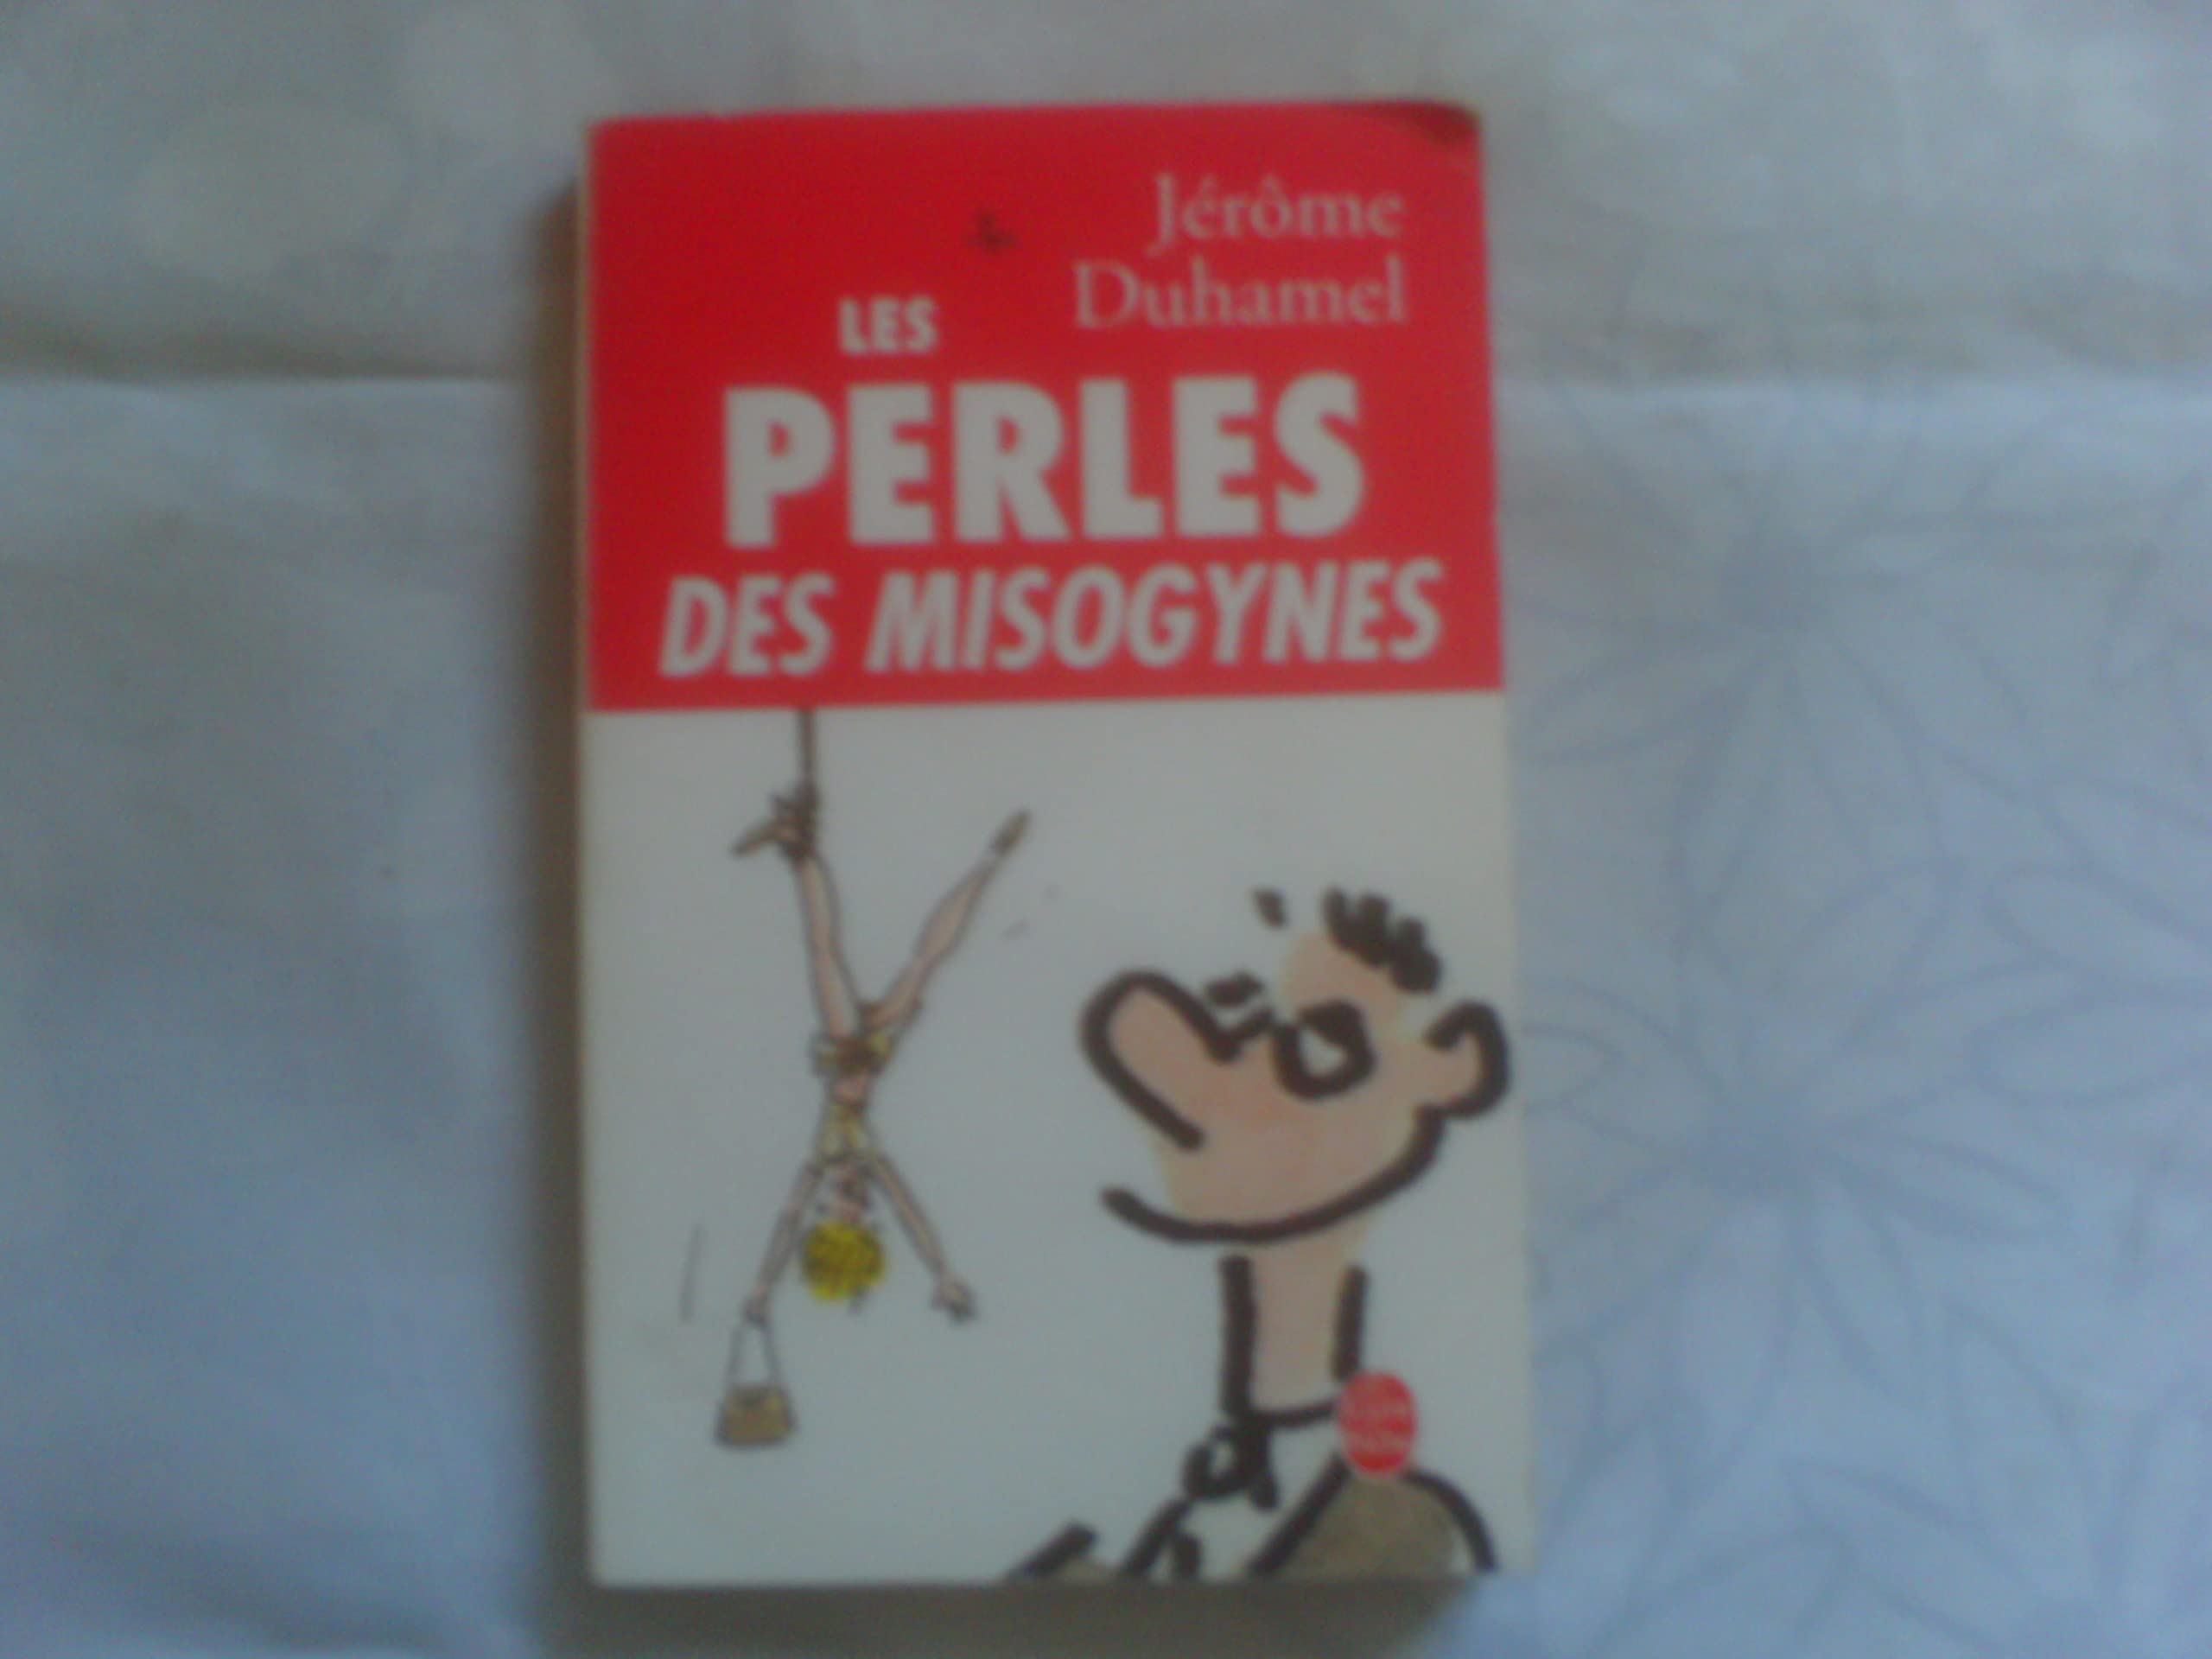 Jérôme
Duhamel
LES
PERLES
DES MISOGYNES